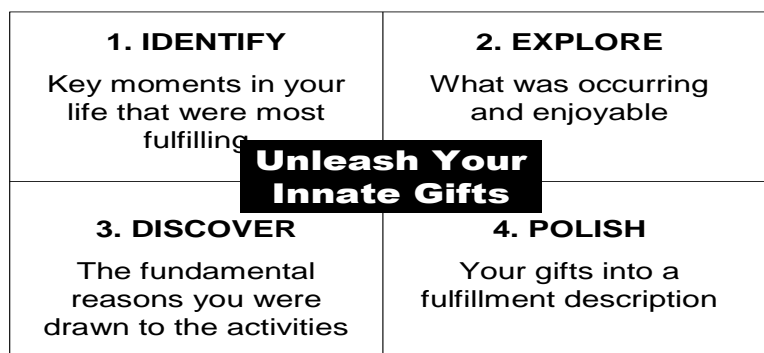 1. IDENTIFY
Key moments in your
life that were most
fulfilling
2. EXPLORE
What was occurring
and enjoyable
Unleash Your
Innate Gifts
3. DISCOVER
The fundamental
reasons you were
drawn to the activities
4. POLISH
Your gifts into a
fulfillment description